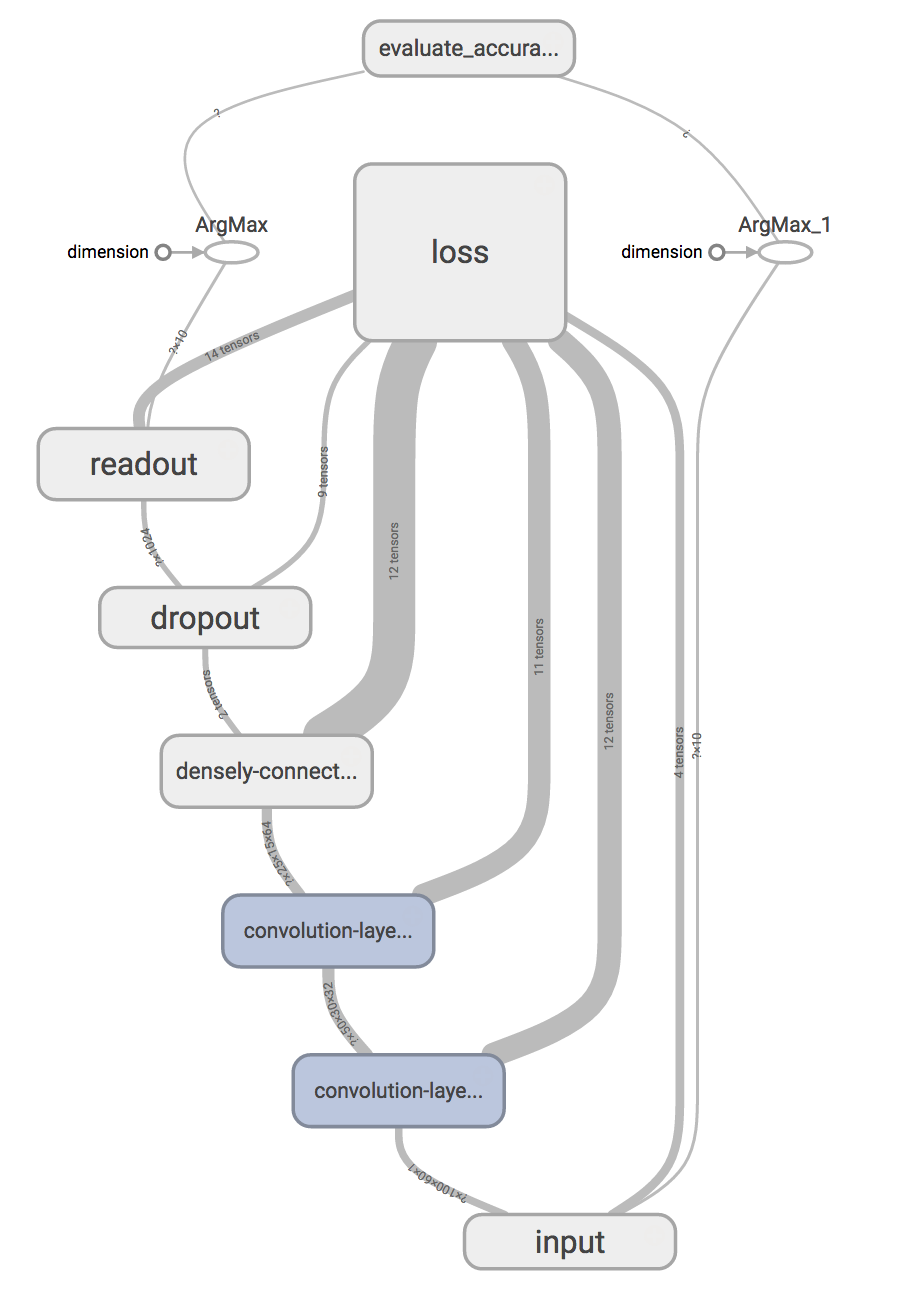 evaluate_accura...
?
?
ArgMax
ArgMax_1
dimension
dimension
loss
?×10
14 tensors
readout
9 tensors
?×1024
12 tensors
dropout
11 tensors
2 tensors
12 tensors
4 tensors
?×10
densely-connect...
?×25×15×64
convolution-laye...
?×50×30×32
convolution-laye...
?×100×60×1
input